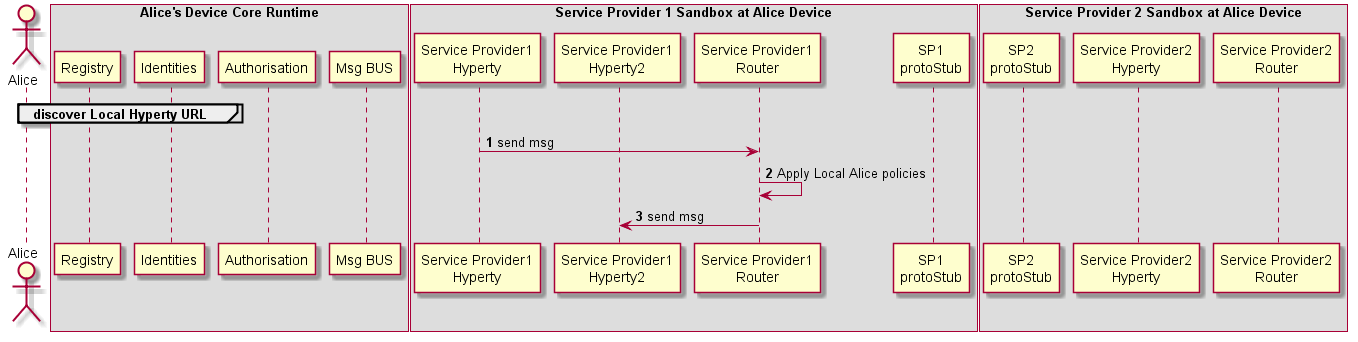 Alice's Device Core Runtime
Service Provider 1 Sandbox at Alice Device
Service Provider 2 Sandbox at Alice Device
Alice
Registry
Identities
Authorisation
Msg BUS
Service Provider1
Hyperty
Service Provider1
Hyperty2
Service Provider1
Router
SP1
protoStub
SP2
protoStub
Service Provider2
Hyperty
Service Provider2
Router
discover Local Hyperty URL
1 send msg
2 Apply Local Alice policies
3 send msg
Alice
Registry
Identities
Authorisation
Msg BUS
Service Provider1
Hyperty
Service Provider1
Hyperty2
Service Provider1
Router
SP1
protoStub
SP2
protoStub
Service Provider2
Hyperty
Service Provider2
Router